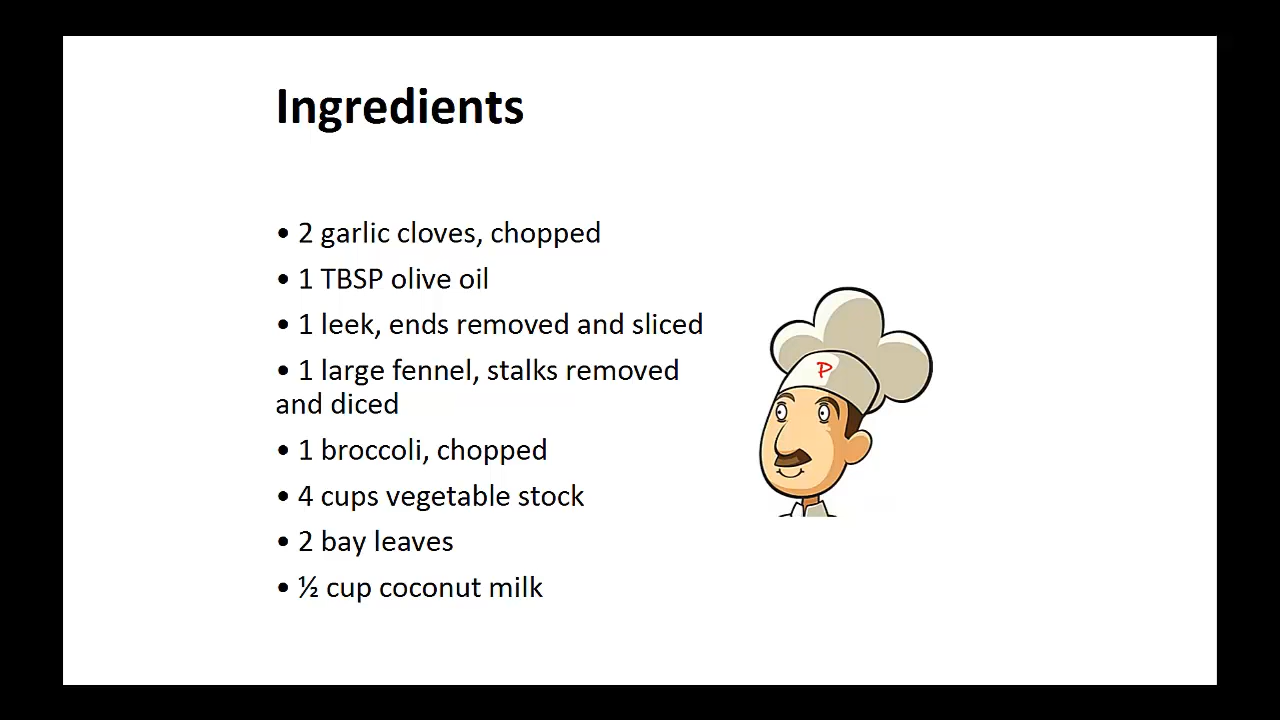 Ingredients
• 2 garlic cloves, chopped
• 1 TBSP olive oil
• 1 leek, ends removed and sliced
• 1 large fennel, stalks removed
and diced
• 1 broccoli, chopped
• 4 cups vegetable stock
• 2 bay leaves
• ½ cup coconut milk
P